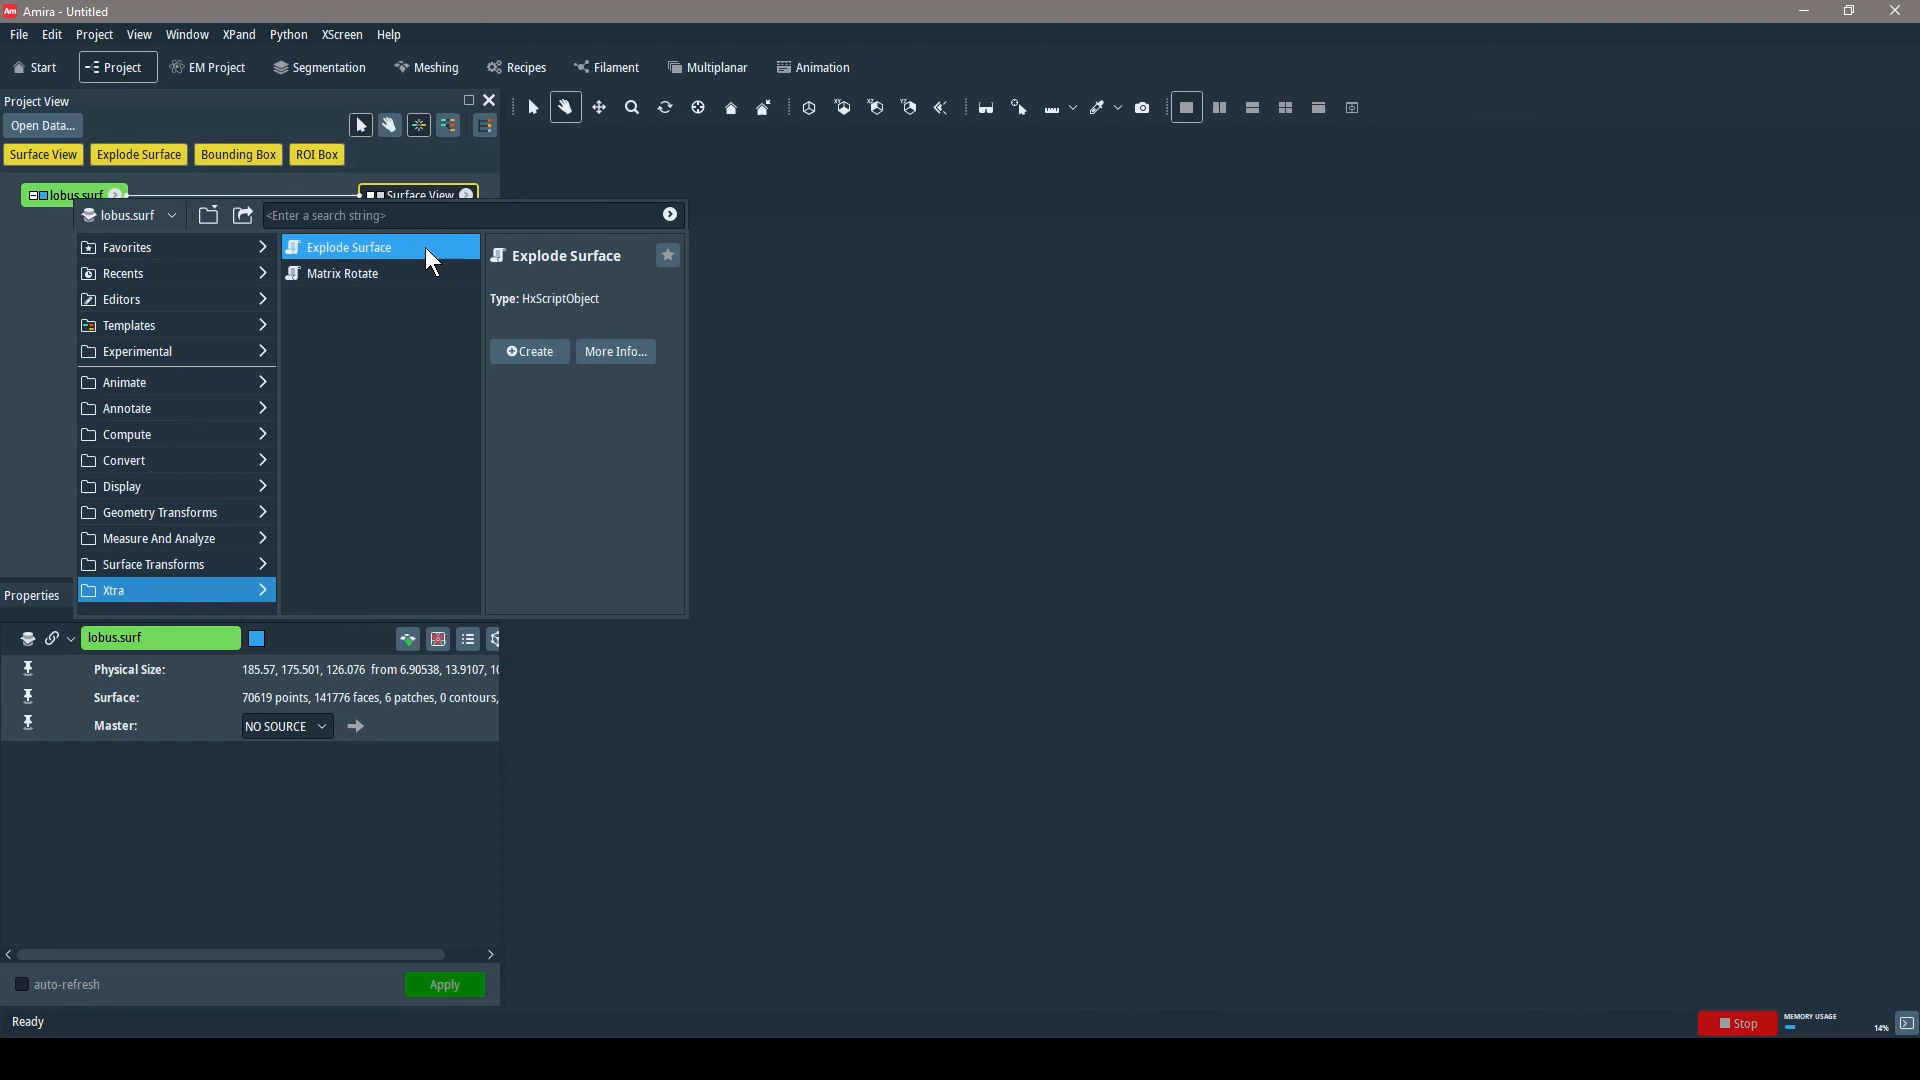 Am Amira - Untitled
File Edit Project View Window XPand Python XScreen Help
Start Project EM Project Segmentation Meshing Recipes Filament Multiplanar Animation
Project View
Open Data...
Surface View Explode Surface Bounding Box ROI Box
lobus.surf Surface View
lobus.surf <Enter a search string>
Favorites
Recents
Editors
Templates
Experimental
Animate
Annotate
Compute
Convert
Display
Geometry Transforms
Measure And Analyze
Surface Transforms
Xtra
Explode Surface
Matrix Rotate
Explode Surface
Type: HxScriptObject
Create More Info...
Properties
lobus.surf
Physical Size: 185.57, 175.501, 126.076 from 6.90538, 13.9107, 10
Surface: 70619 points, 141776 faces, 6 patches, 0 contours,
Master: NO SOURCE
auto-refresh Apply
Ready
Stop MEMORY USAGE 14%